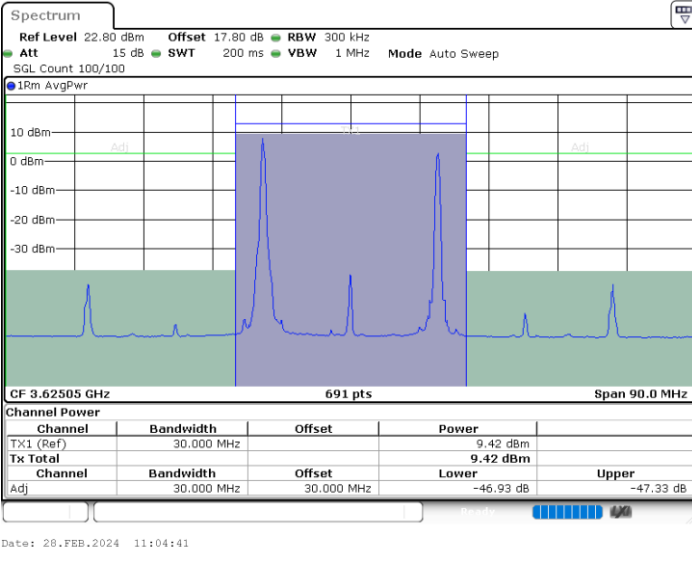 Spectrum
Ref Level 22.80 dBm Offset 17.80 dB RBW 300 kHz
Att 15 dB SWT 200 ms VBW 1 MHz Mode Auto Sweep
SGL Count 100/100
1Rm AvgPwr
TX1
10 dBm
Adj Adj
0 dBm
-10 dBm
-20 dBm
-30 dBm
CF 3.62505 GHz 691 pts Span 90.0 MHz
Channel Power
Channel Bandwidth Offset Power
TX1 (Ref) 30.000 MHz 9.42 dBm
Tx Total 9.42 dBm
Channel Bandwidth Offset Lower Upper
Adj 30.000 MHz 30.000 MHz -46.93 dB -47.33 dB
Ready
Date: 28.FEB.2024 11:04:41